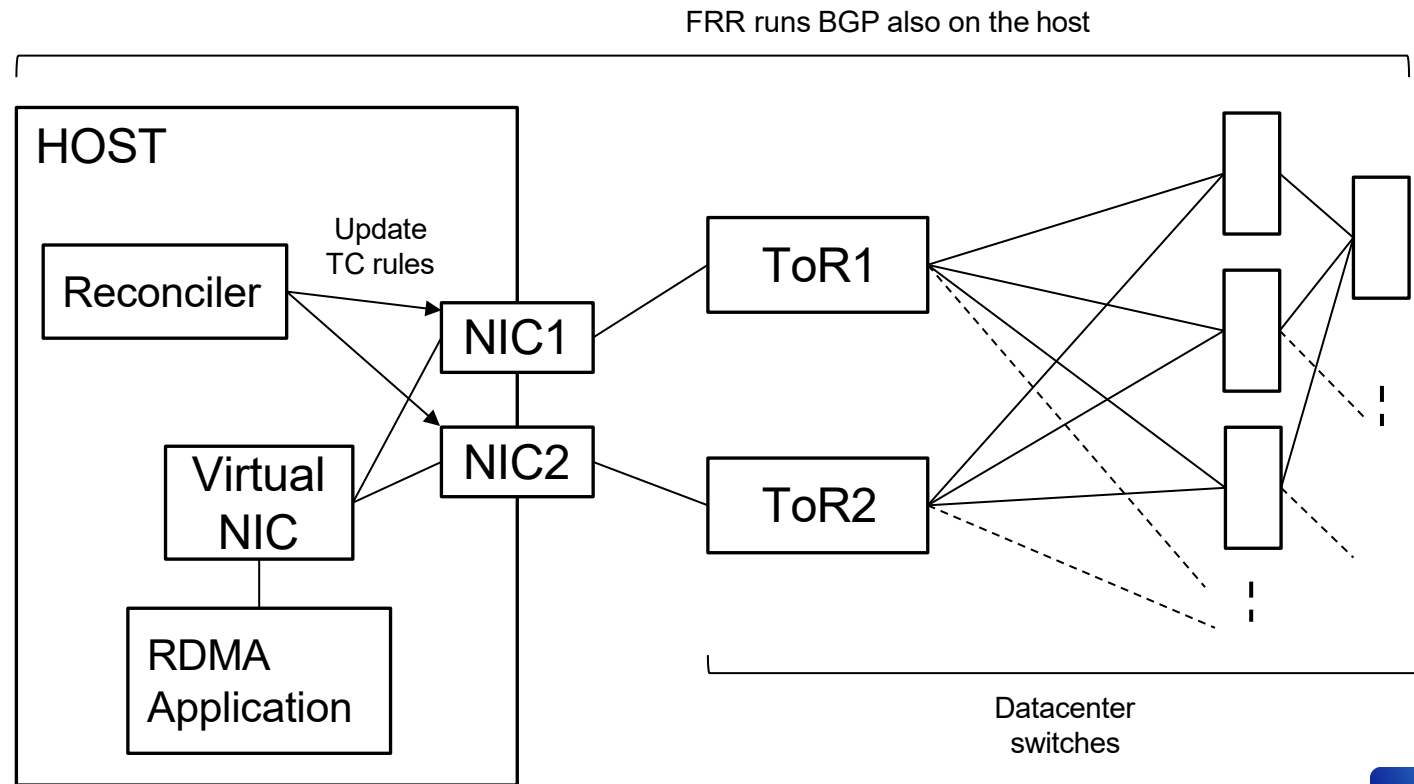 FRR runs BGP also on the host
HOST
Update
TC rules
Reconciler
NIC1
ToR1
NIC2
Virtual
NIC
ToR2
RDMA
Application
Datacenter
switches